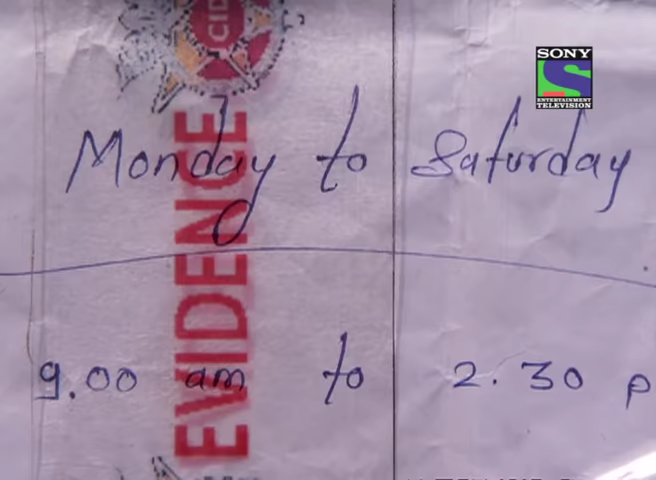 CID
SONY
ENTERTAINMENT
TELEVISION
Monday to Saturday
EVIDENCE
9.00 am to 2.30 p